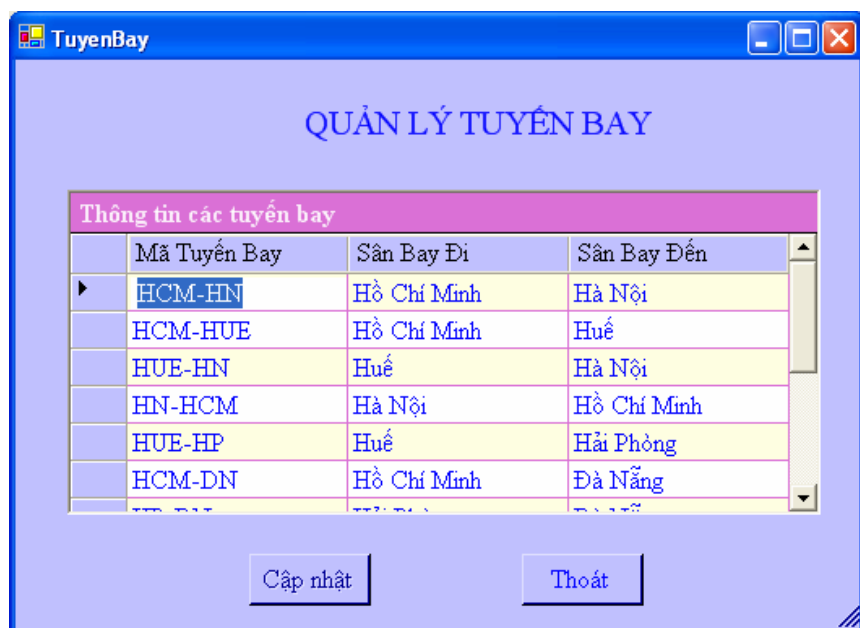 TuyenBay
QUẢN LÝ TUYẾN BAY
Thông tin các tuyến bay
Mã Tuyến Bay Sân Bay Đi Sân Bay Đến
HCM-HN Hồ Chí Minh Hà Nội
HCM-HUE Hồ Chí Minh Huế
HUE-HN Huế Hà Nội
HN-HCM Hà Nội Hồ Chí Minh
HUE-HP Huế Hải Phòng
HCM-DN Hồ Chí Minh Đà Nẵng
Cập nhật Thoát